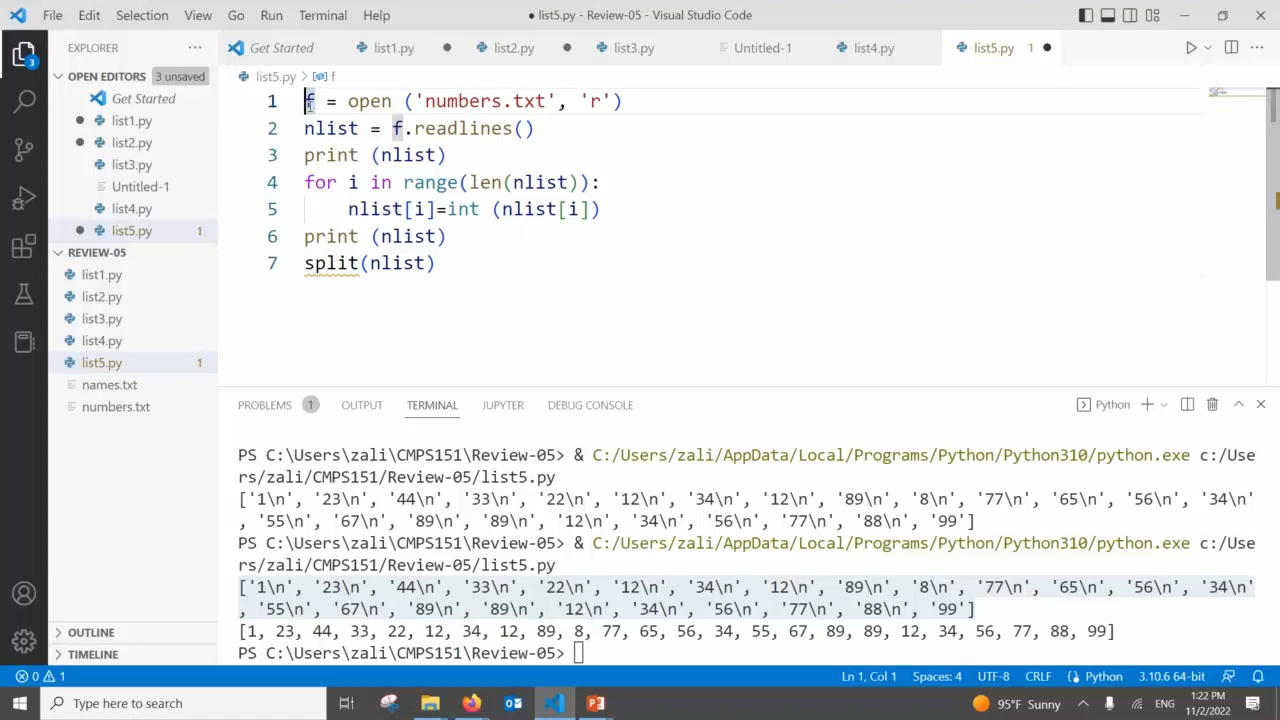 File Edit Selection View Go Run Terminal Help
● list5.py - Review-05 - Visual Studio Code
EXPLORER ···
Get Started list1.py ● list2.py ● list3.py Untitled-1 list4.py list5.py 1 ●
OPEN EDITORS 3 unsaved
3
Get Started
● list1.py
● list2.py
list3.py
Untitled-1
list4.py
● list5.py 1
REVIEW-05
list1.py
list2.py
list3.py
list4.py
list5.py 1
names.txt
numbers.txt
OUTLINE
TIMELINE
list5.py > f
1 f = open ('numbers.txt', 'r')
2 nlist = f.readlines()
3 print (nlist)
4 for i in range(len(nlist)):
5 nlist[i]=int (nlist[i])
6 print (nlist)
7 split(nlist)
PROBLEMS 1 OUTPUT TERMINAL JUPYTER DEBUG CONSOLE Python
PS C:\Users\zali\CMPS151\Review-05> & C:/Users/zali/AppData/Local/Programs/Python/Python310/python.exe c:/Use
rs/zali/CMPS151/Review-05/list5.py
['1\n', '23\n', '44\n', '33\n', '22\n', '12\n', '34\n', '12\n', '89\n', '8\n', '77\n', '65\n', '56\n', '34\n'
, '55\n', '67\n', '89\n', '89\n', '12\n', '34\n', '56\n', '77\n', '88\n', '99']
PS C:\Users\zali\CMPS151\Review-05> & C:/Users/zali/AppData/Local/Programs/Python/Python310/python.exe c:/Use
rs/zali/CMPS151/Review-05/list5.py
['1\n', '23\n', '44\n', '33\n', '22\n', '12\n', '34\n', '12\n', '89\n', '8\n', '77\n', '65\n', '56\n', '34\n'
, '55\n', '67\n', '89\n', '89\n', '12\n', '34\n', '56\n', '77\n', '88\n', '99']
[1, 23, 44, 33, 22, 12, 34, 12, 89, 8, 77, 65, 56, 34, 55, 67, 89, 89, 12, 34, 56, 77, 88, 99]
PS C:\Users\zali\CMPS151\Review-05>
0 1 Ln 1, Col 1 Spaces: 4 UTF-8 CRLF Python 3.10.6 64-bit
Type here to search 95°F Sunny ENG 1:22 PM
11/2/2022